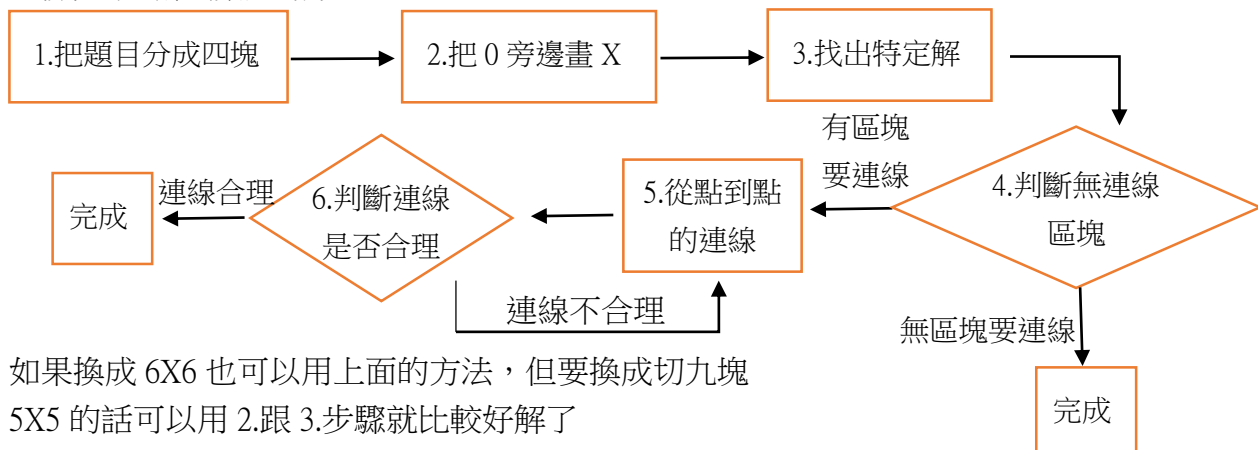 1.把題目分成四塊
2.把 0 旁邊畫 X
3.找出特定解
4.判斷無連線
區塊
有區塊
要連線
5.從點到點
的連線
6.判斷連線
是否合理
連線合理
完成
連線不合理
無區塊要連線
完成
如果換成 6X6 也可以用上面的方法，但要換成切九塊
5X5 的話可以用 2.跟 3.步驟就比較好解了